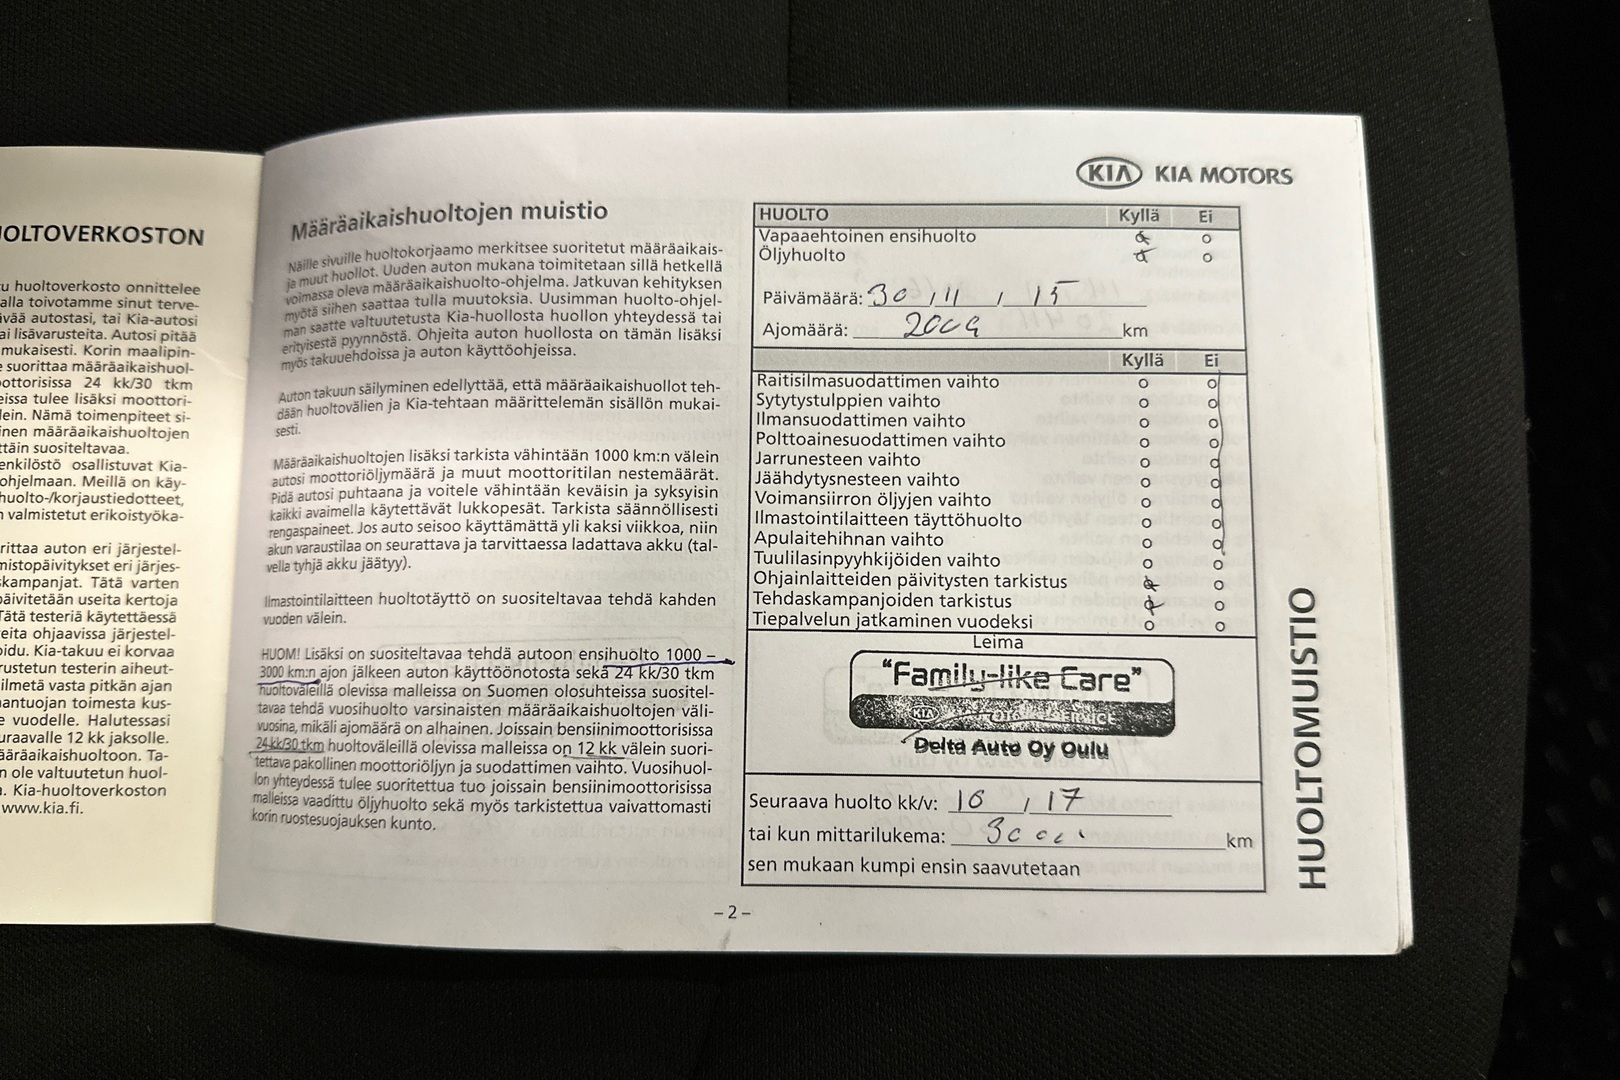 OLTOVERKOSTON
u huoltoverkosto onnittelee
alla toivotamme sinut terve-
ävää autostasi, tai Kia-autosi
ai lisävarusteita. Autosi pitää
mukaisesti. Korin maalipin-
e suorittaa määräaikaishuol-
oottorisissa 24 kk/30 tkm
eissa tulee lisäksi moottori-
lein. Nämä toimenpiteet si-
inen määräaikaishuoltojen
ttäin suositeltavaa.
enkilöstö osallistuvat Kia-
ohjelmaan. Meillä on käy-
huolto-/korjaustiedotteet,
n valmistetut erikoistyöka-
rittaa auton eri järjestel-
mistopäivitykset eri järjes-
skampanjat. Tätä varten
päivitetään useita kertoja
Tätä testeriä käytettäessä
eita ohjaavissa järjestel-
oidu. Kia-takuu ei korvaa
rustetun testerin aiheut-
ilmetä vasta pitkän ajan
antuojan toimesta kus-
e vuodelle. Halutessasi
uraavalle 12 kk jaksolle.
ääräaikaishuoltoon. Ta-
n ole valtuutetun huol-
a. Kia-huoltoverkoston
www.kia.fi.
Määräaikaishuoltojen muistio
Näille sivuille huoltokorjaamo merkitsee suoritetut määräaikais-
ja muut huollot. Uuden auton mukana toimitetaan sillä hetkellä
voimassa oleva määräaikaishuolto-ohjelma. Jatkuvan kehityksen
myötä siihen saattaa tulla muutoksia. Uusimman huolto-ohjel-
man saatte valtuutetusta Kia-huollosta huollon yhteydessä tai
erityisestä pyynnöstä. Ohjeita auton huollosta on tämän lisäksi
myös takuuehdoissa ja auton käyttöohjeissa.
Auton takuun säilyminen edellyttää, että määräaikaishuollot teh-
dään huoltovälien ja Kia-tehtaan määrittelemän sisällön mukai-
sesti.
Määräaikaishuoltojen lisäksi tarkista vähintään 1000 km:n välein
autosi moottoriöljymäärä ja muut moottoritilan nestemäärät.
Pidä autosi puhtaana ja voitele vähintään keväisin ja syksyisin
kaikki avaimella käytettävät lukkopesät. Tarkista säännöllisesti
rengaspaineet. Jos auto seisoo käyttämättä yli kaksi viikkoa, niin
akun varaustilaa on seurattava ja tarvittaessa ladattava akku (tal-
vella tyhjä akku jäätyy).
Ilmastointilaitteen huoltotäyttö on suositeltavaa tehdä kahden
vuoden välein.
HUOM! Lisäksi on suositeltavaa tehdä autoon ensihuolto 1000 –
3000 km:n ajon jälkeen auton käyttöönotosta sekä 24 kk/30 tkm
huoltoväleillä olevissa malleissa on Suomen olosuhteissa suositel-
tavaa tehdä vuosihuolto varsinaisten määräaikaishuoltojen väli-
vuosina, mikäli ajomäärä on alhainen. Joissain bensiinimoottorisissa
24 kk/30 tkm huoltoväleillä olevissa malleissa on 12 kk välein suori-
tettava pakollinen moottoriöljyn ja suodattimen vaihto. Vuosihuol-
lon yhteydessä tulee suoritettua tuo joissain bensiinimoottorisissa
malleissa vaadittu öljyhuolto sekä myös tarkistettua vaivattomasti
korin ruostesuojauksen kunto.
– 2 –
KIA KIA MOTORS
HUOLTO Kyllä Ei
Vapaaehtoinen ensihuolto
Öljyhuolto
Päivämäärä: 30 / 11 / 15
Ajomäärä: 2009 km
Kyllä Ei
Raitisilmasuodattimen vaihto
Sytytystulppien vaihto
Ilmansuodattimen vaihto
Polttoainesuodattimen vaihto
Jarrunesteen vaihto
Jäähdytysnesteen vaihto
Voimansiirron öljyjen vaihto
Ilmastointilaitteen täyttöhuolto
Apulaitehihnan vaihto
Tuulilasinpyyhkijöiden vaihto
Ohjainlaitteiden päivitysten tarkistus
Tehdaskampanjoiden tarkistus
Tiepalvelun jatkaminen vuodeksi
Leima
"Family-like Care"
KIA MOTORS SERVICE
Delta Auto Oy Oulu
Seuraava huolto kk/v: 10 / 17
tai kun mittarilukema: 30000 km
sen mukaan kumpi ensin saavutetaan
HUOLTOMUISTIO